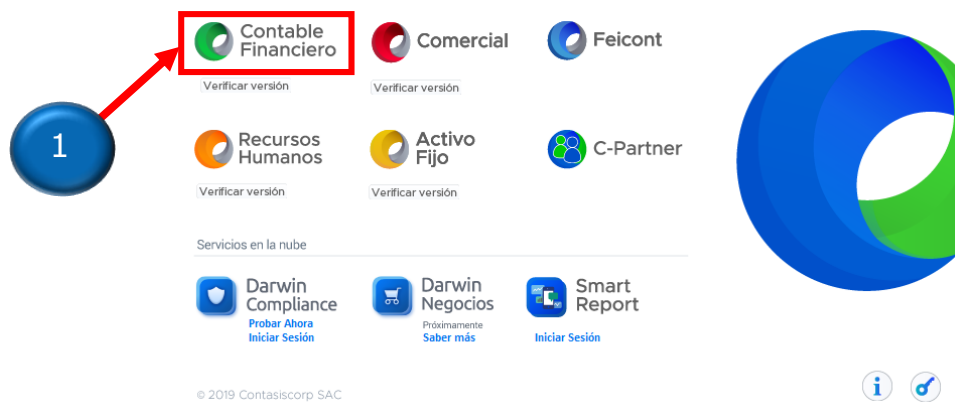 Contable
Financiero
Comercial
Feicont
Verificar versión
Verificar versión
1
Recursos
Humanos
Activo
Fijo
C-Partner
Verificar versión
Verificar versión
Servicios en la nube
Darwin
Compliance
Probar Ahora
Iniciar Sesión
Darwin
Negocios
Próximamente
Saber más
Smart
Report
Iniciar Sesión
© 2019 Contasiscorp SAC
i